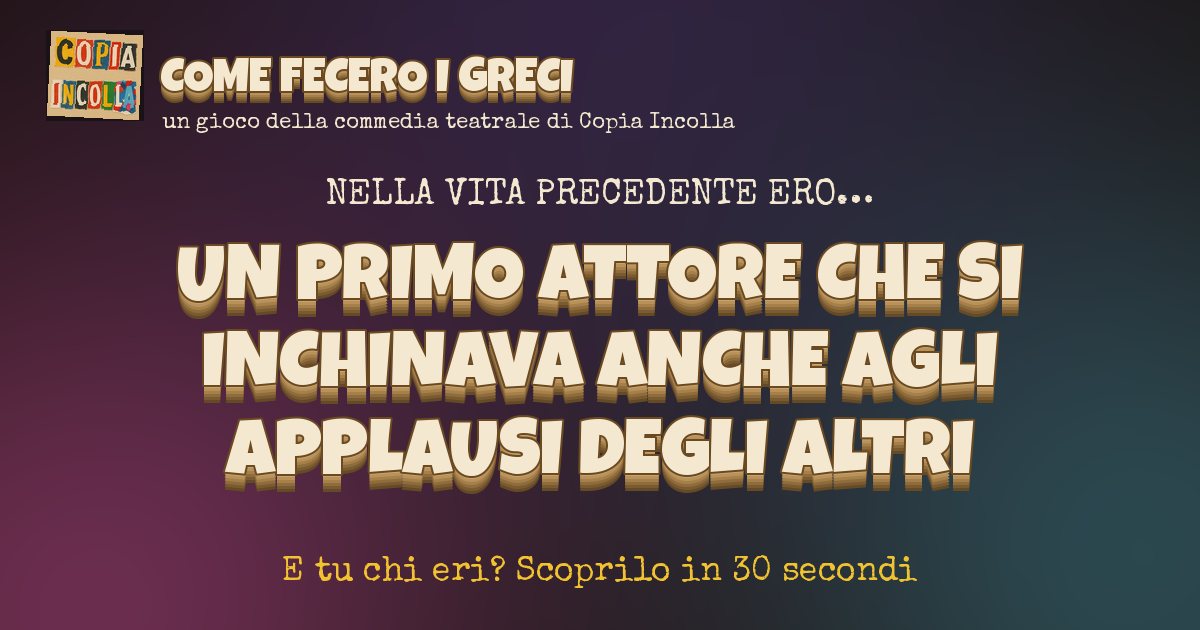 COPIA
INCOLLA
COME FECERO I GRECI
un gioco della commedia teatrale di Copia Incolla
NELLA VITA PRECEDENTE ERO...
UN PRIMO ATTORE CHE SI
INCHINAVA ANCHE AGLI
APPLAUSI DEGLI ALTRI
E tu chi eri? Scoprilo in 30 secondi